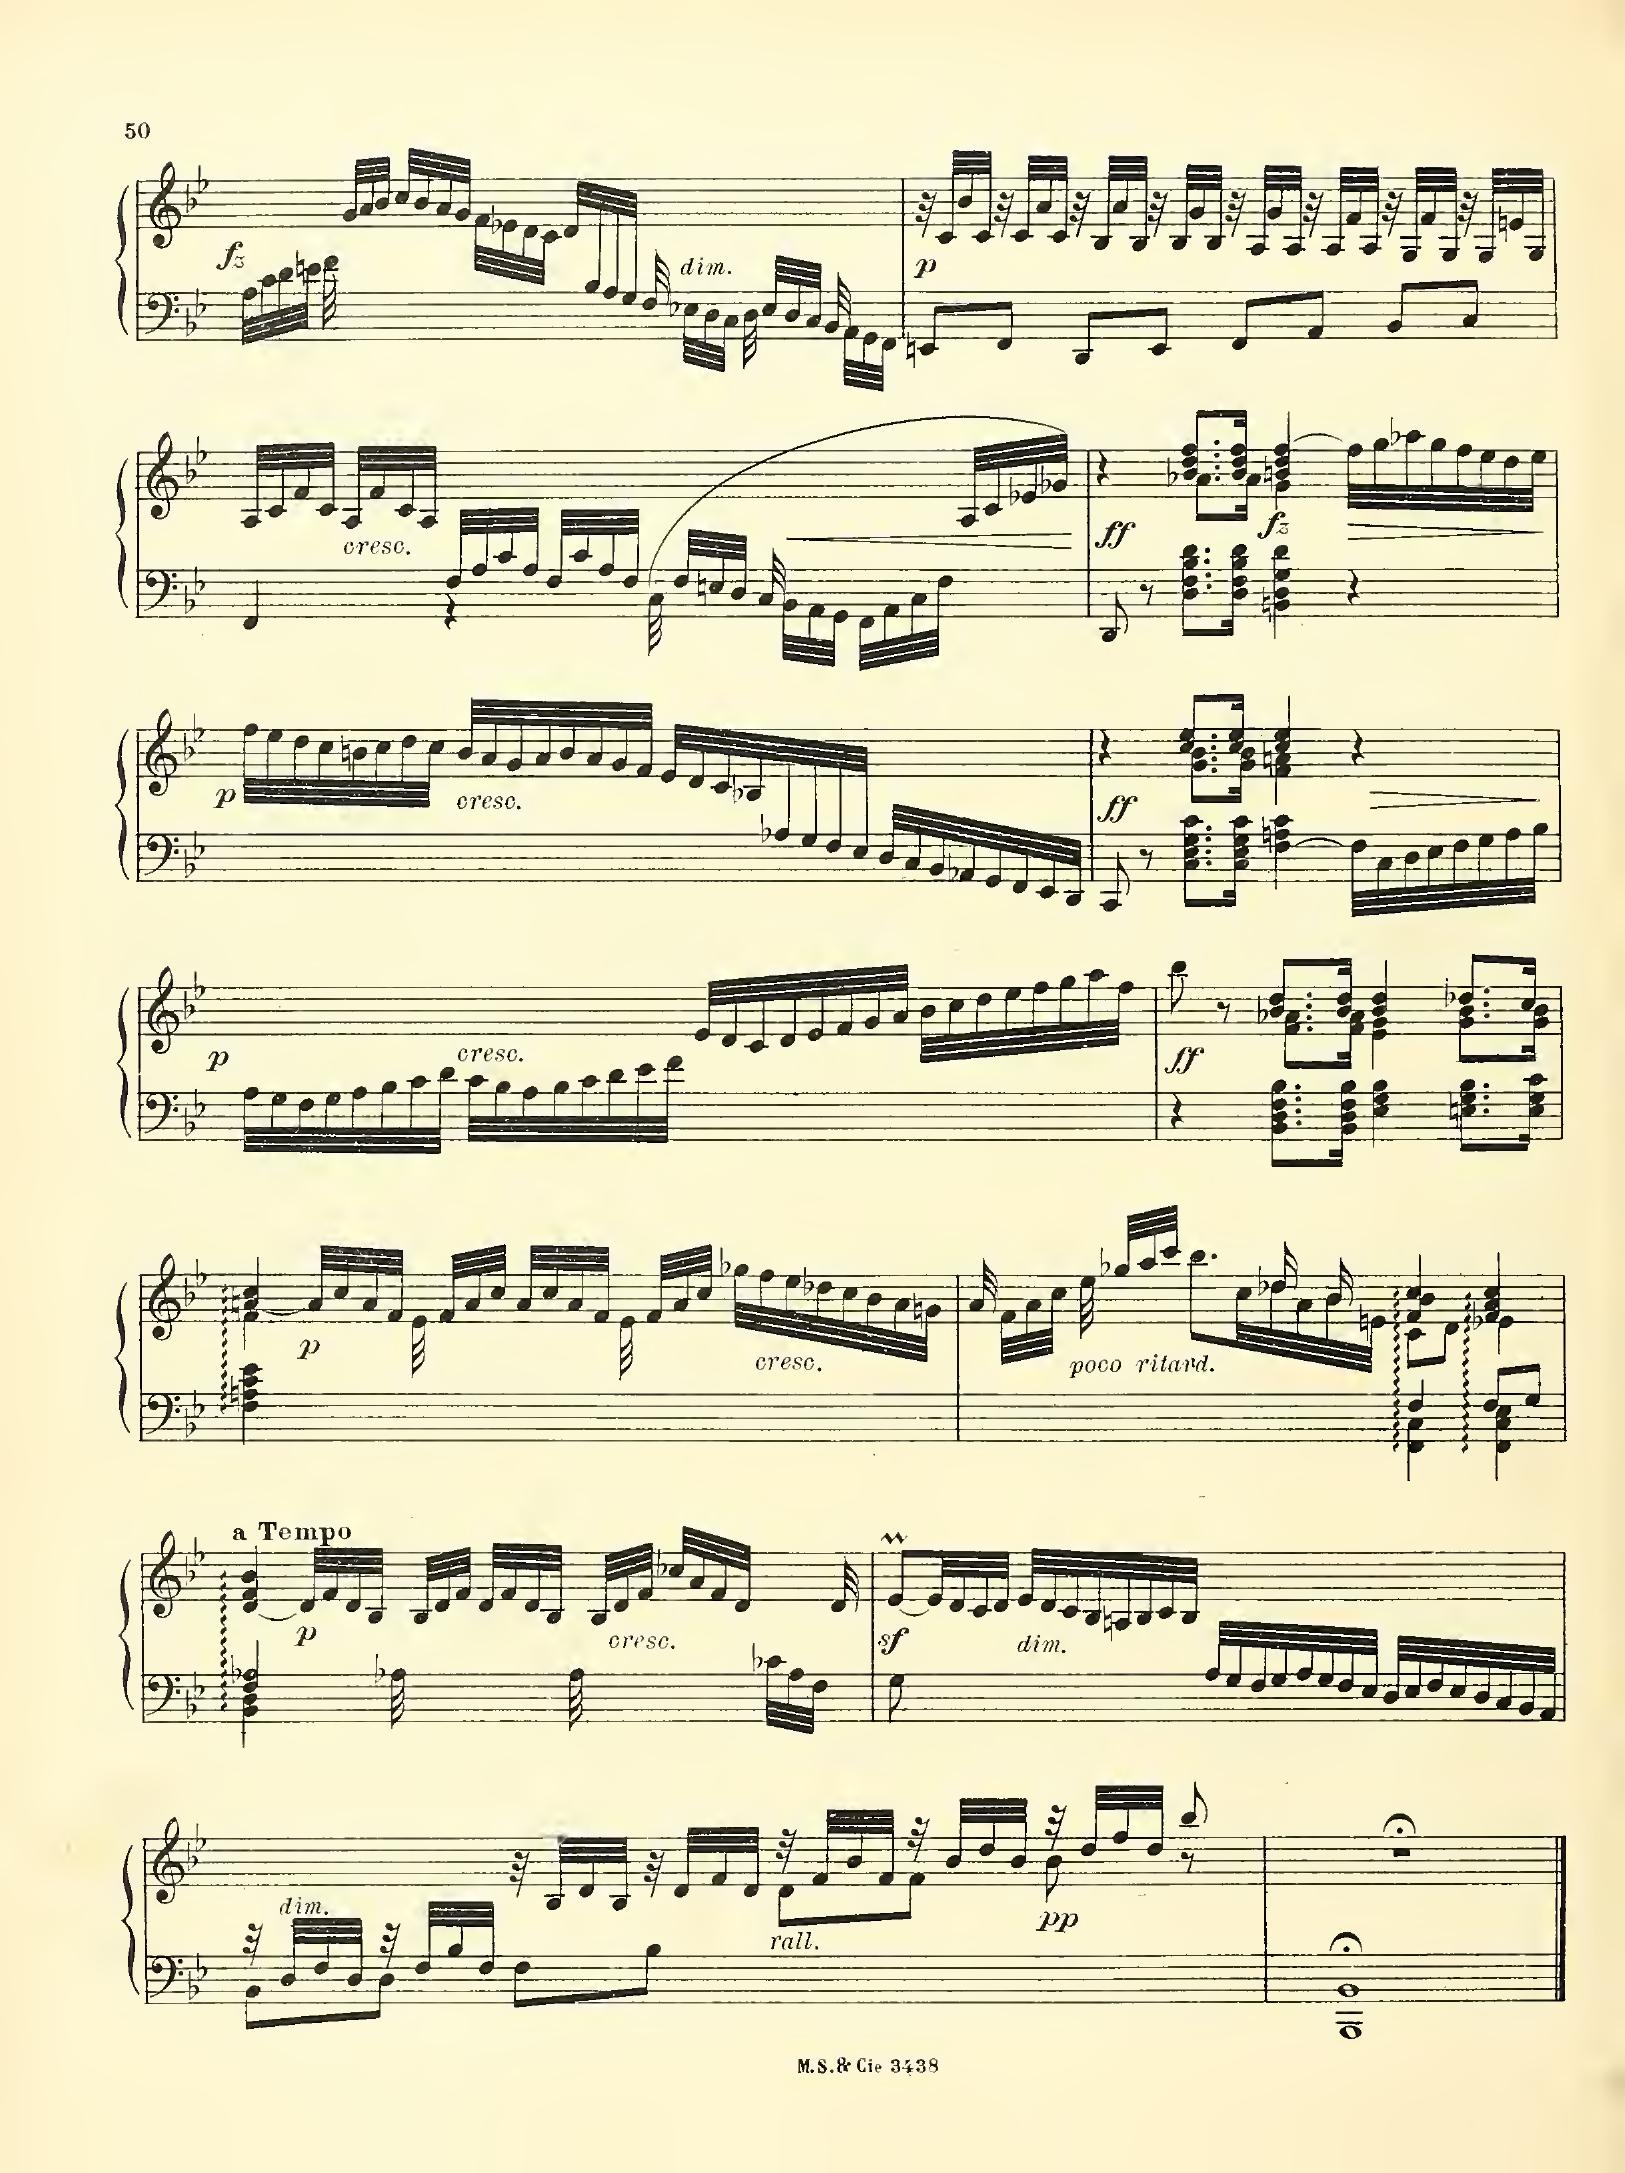 50
fz
dim.
p
cresc.
ff
fz
p
cresc.
ff
p
cresc.
ff
p
cresc.
poco ritard.
a Tempo
p
cresc.
sf
dim.
dim.
rall.
pp
M.S.& Cie 3438